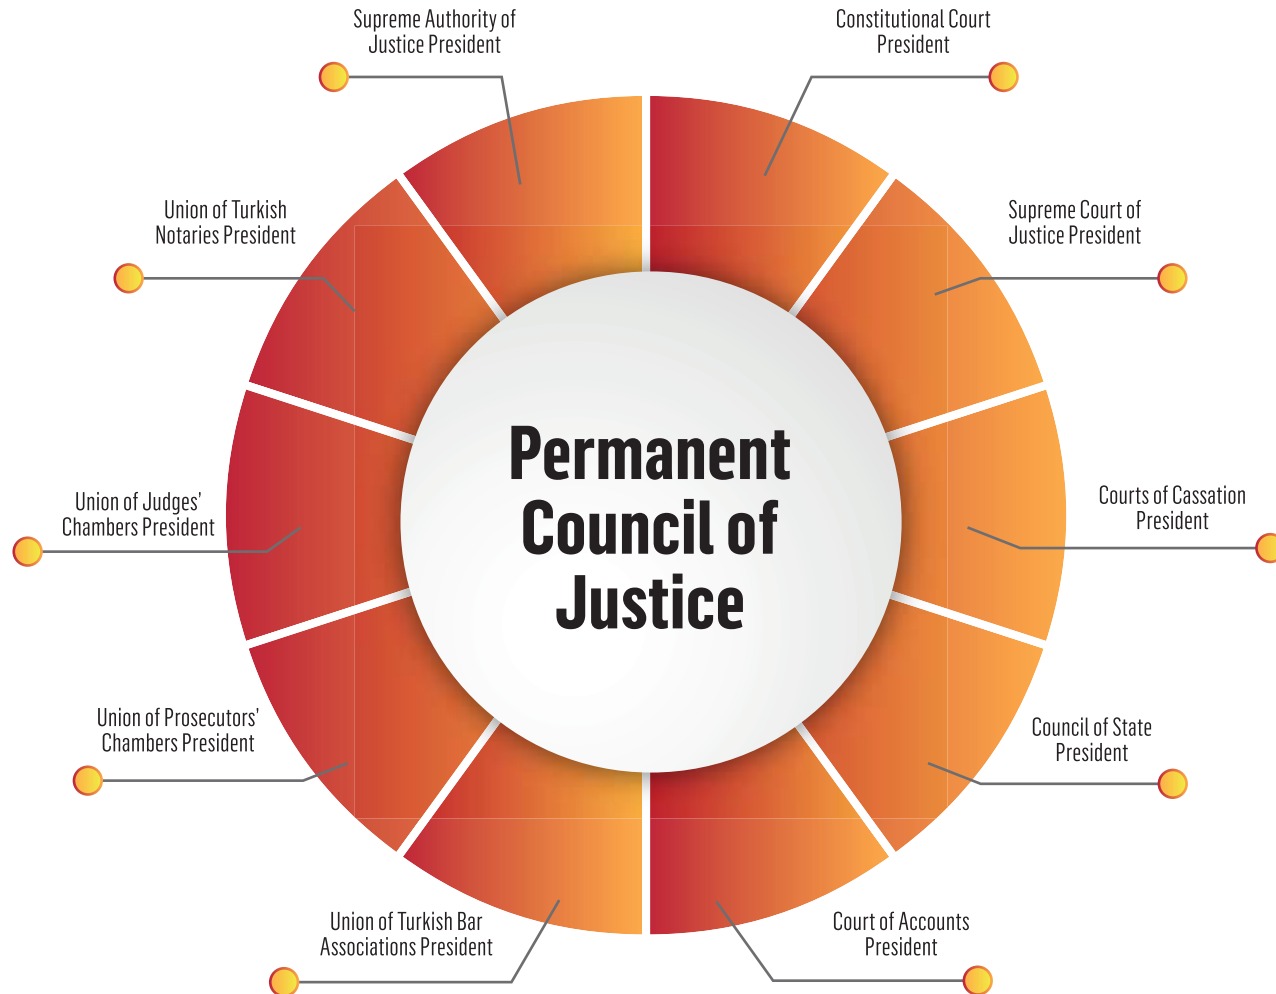 Supreme Authority of
Justice President
Constitutional Court
President
Union of Turkish
Notaries President
Supreme Court of
Justice President
Permanent
Council of
Justice
Union of Judges'
Chambers President
Courts of Cassation
President
Union of Prosecutors'
Chambers President
Council of State
President
Union of Turkish Bar
Associations President
Court of Accounts
President